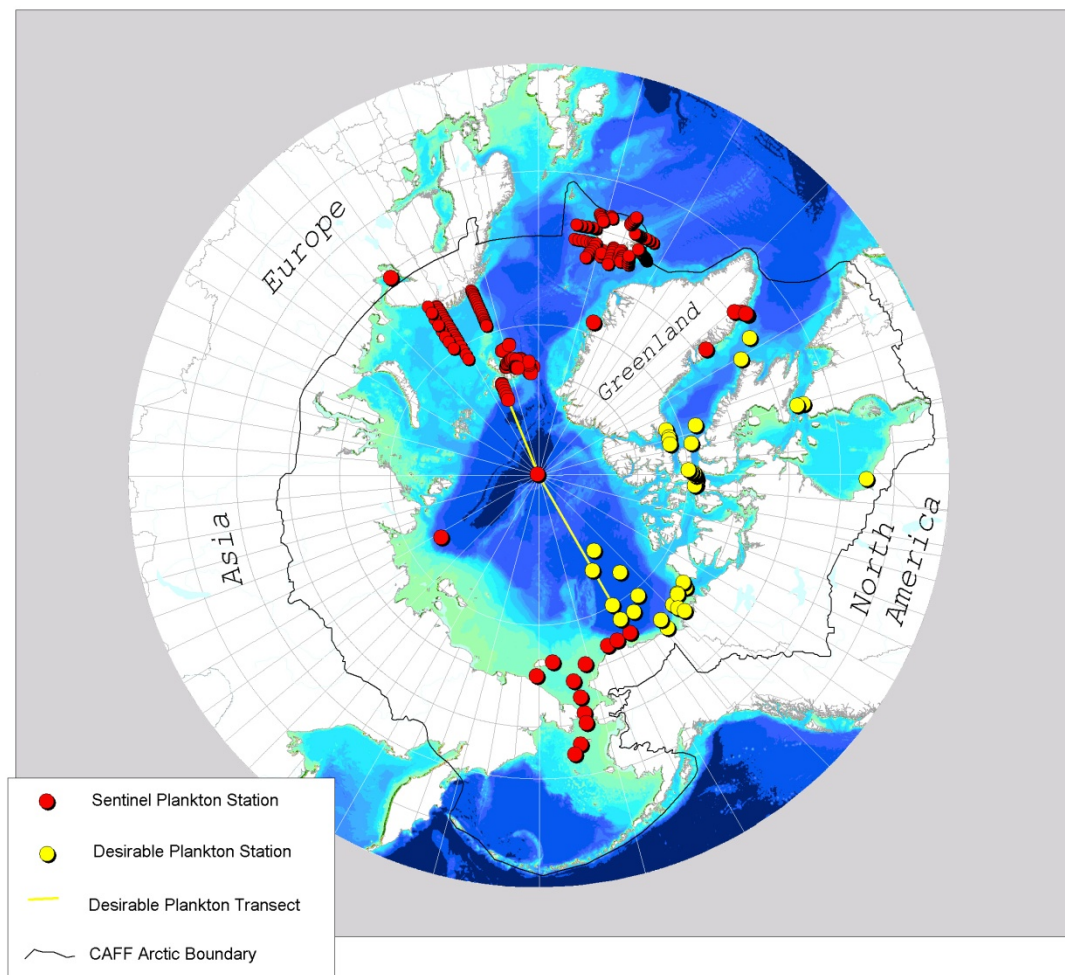 Europe
Greenland
Asia
North
America
Sentinel Plankton Station
Desirable Plankton Station
Desirable Plankton Transect
CAFF Arctic Boundary